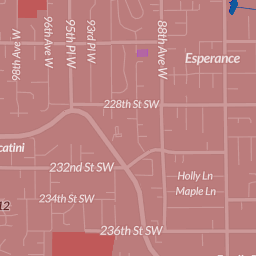 98th Ave W
96th Ave W
95th Pl W
93rd Pl W
88th Ave W
Esperance
228th St SW
catini
232nd St SW
Holly Ln
Maple Ln
234th St SW
12
236th St SW